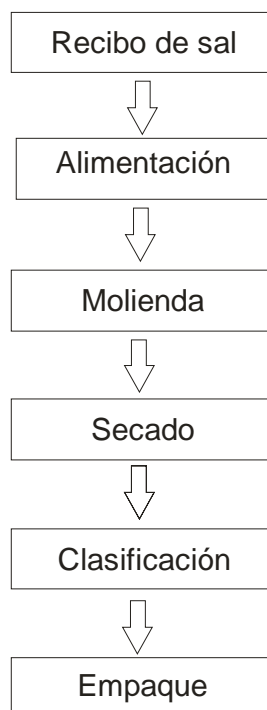 Recibo de sal
Alimentación
Molienda
Secado
Clasificación
Empaque